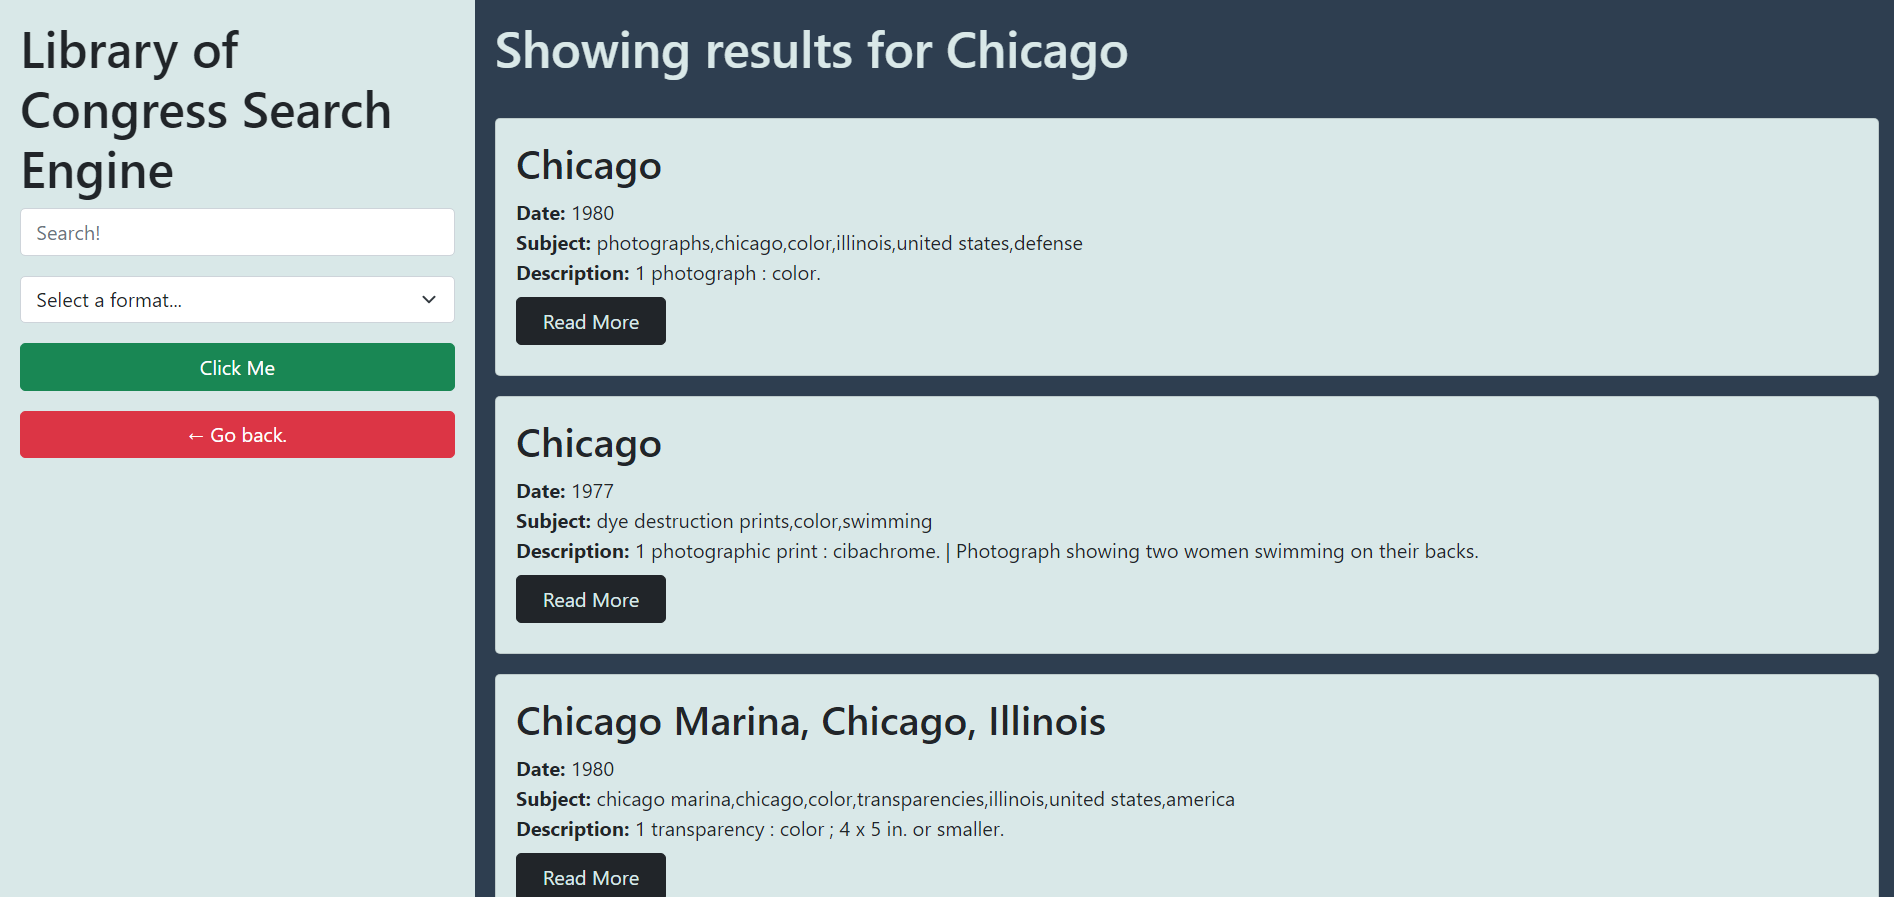 Library of
Congress Search
Engine
Search!
Select a format...
Click Me
← Go back.
Showing results for Chicago
Chicago
Date: 1980
Subject: photographs,chicago,color,illinois,united states,defense
Description: 1 photograph : color.
Read More
Chicago
Date: 1977
Subject: dye destruction prints,color,swimming
Description: 1 photographic print : cibachrome. | Photograph showing two women swimming on their backs.
Read More
Chicago Marina, Chicago, Illinois
Date: 1980
Subject: chicago marina,chicago,color,transparencies,illinois,united states,america
Description: 1 transparency : color ; 4 x 5 in. or smaller.
Read More